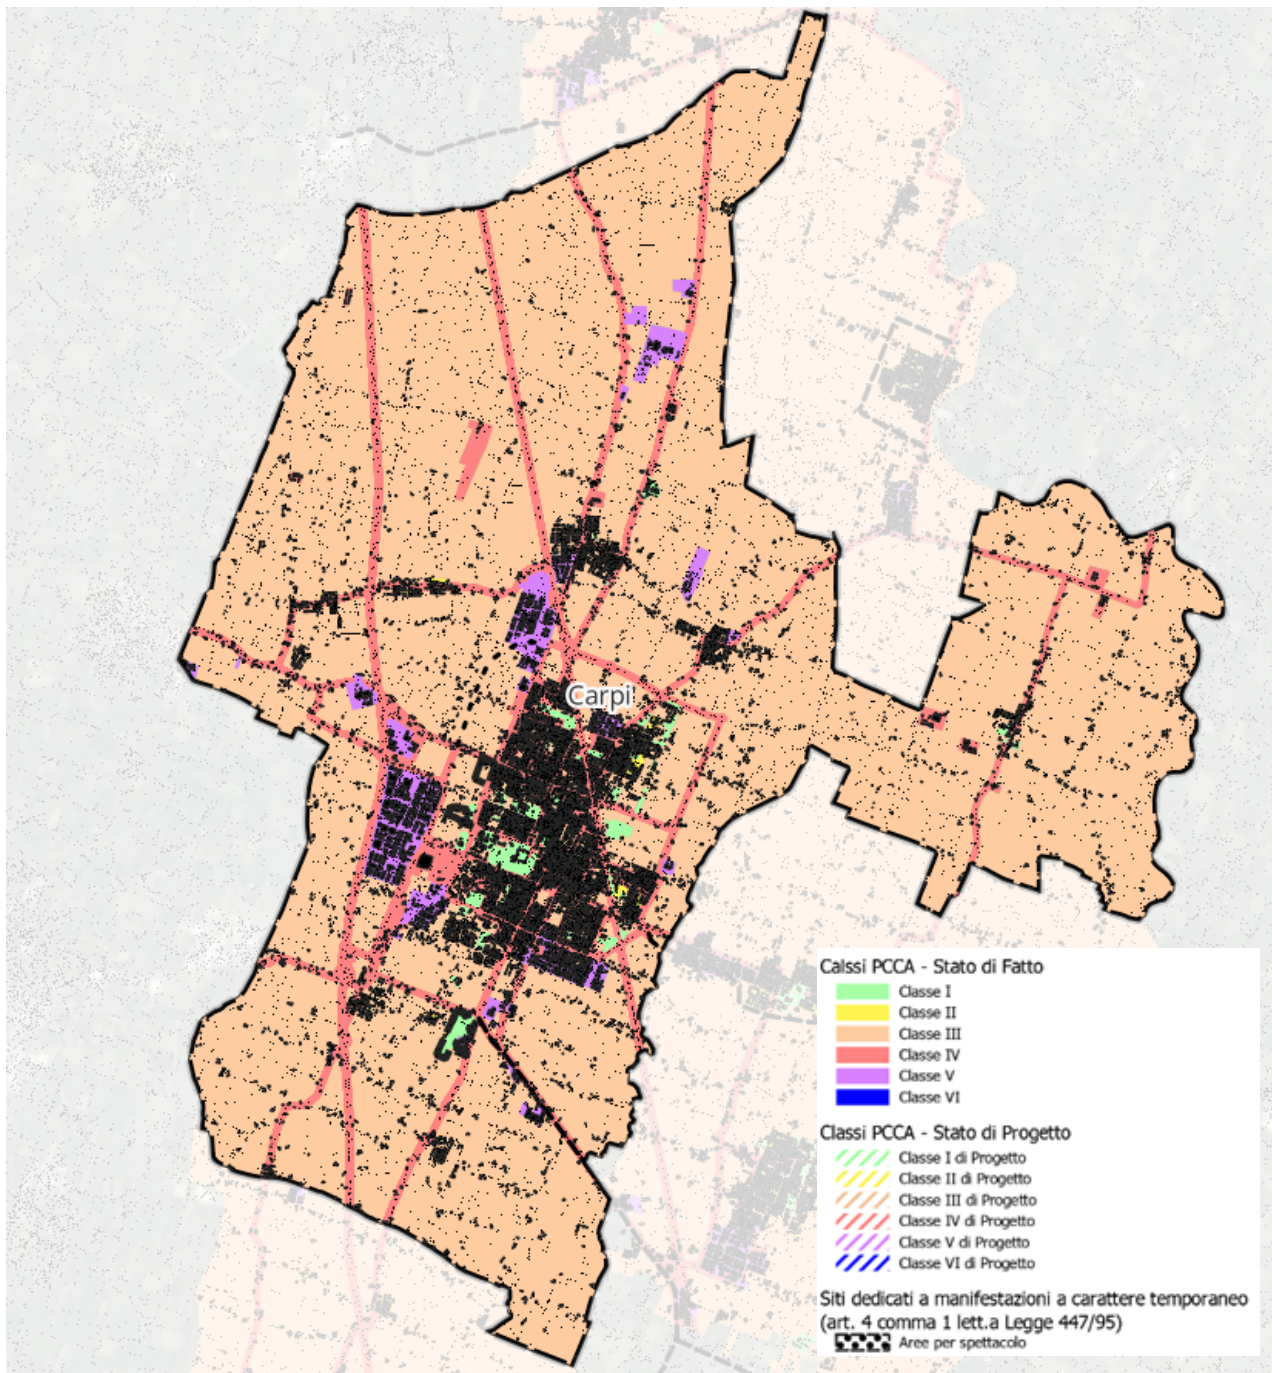 Carpi
Calssi PCCA - Stato di Fatto
Classe I
Classe II
Classe III
Classe IV
Classe V
Classe VI
Classi PCCA - Stato di Progetto
Classe I di Progetto
Classe II di Progetto
Classe III di Progetto
Classe IV di Progetto
Classe V di Progetto
Classe VI di Progetto
Siti dedicati a manifestazioni a carattere temporaneo
(art. 4 comma 1 lett.a Legge 447/95)
Aree per spettacolo